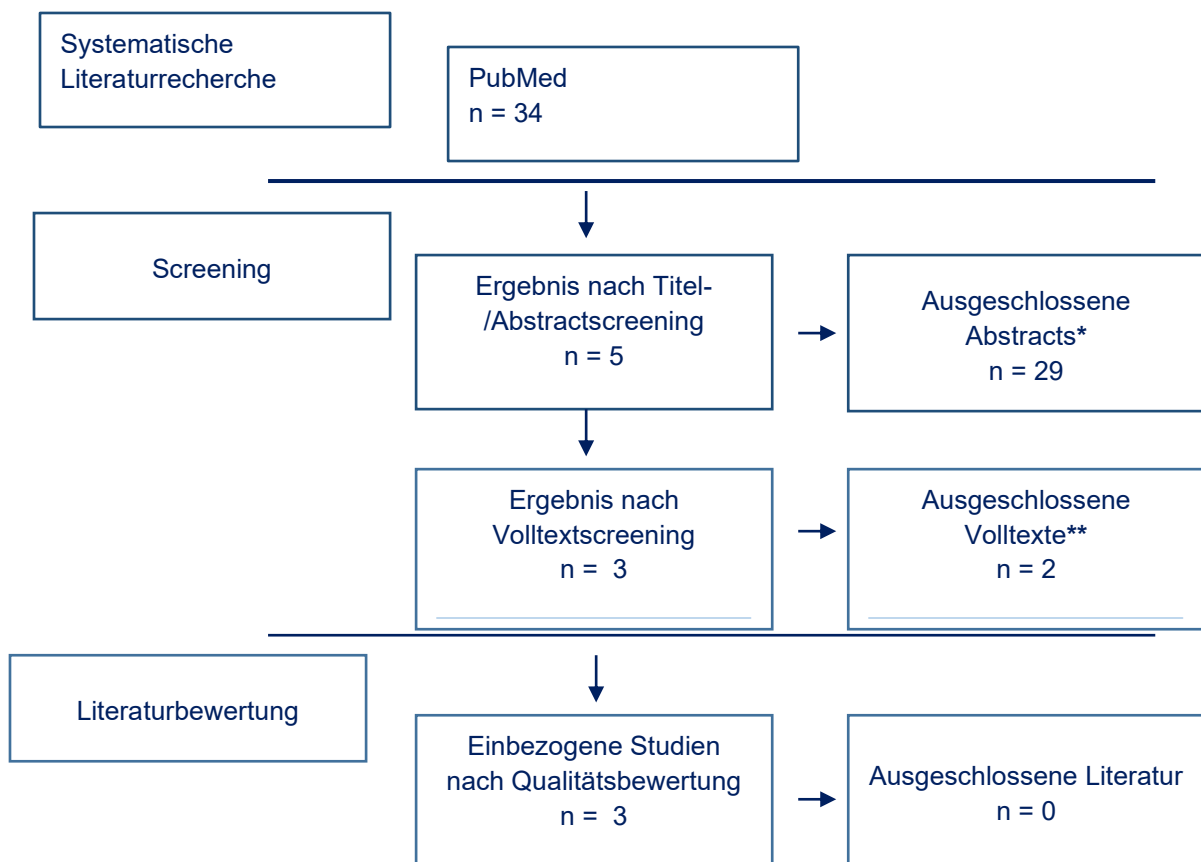 Systematische
Literaturrecherche
PubMed
n = 34
Screening
Ergebnis nach Titel-
/Abstractscreening
n = 5
Ausgeschlossene
Abstracts*
n = 29
Ergebnis nach
Volltextscreening
n =  3
Ausgeschlossene
Volltexte**
n = 2
Literaturbewertung
Einbezogene Studien
nach Qualitätsbewertung
n =  3
Ausgeschlossene Literatur
n = 0